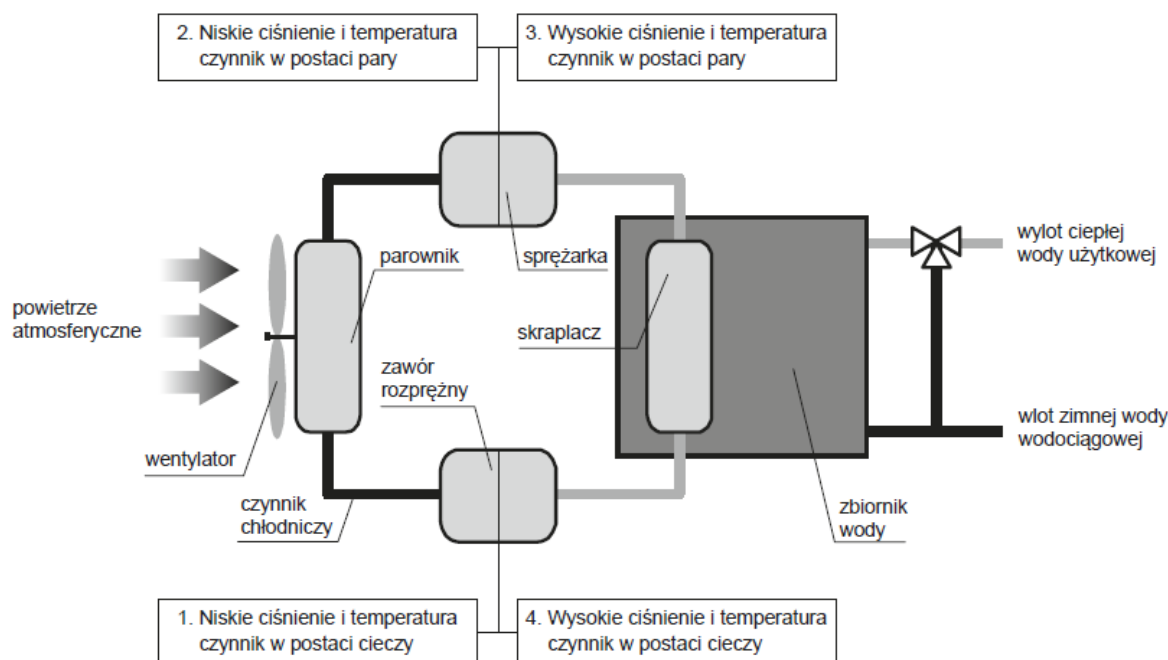 2. Niskie ciśnienie i temperatura
czynnik w postaci pary
3. Wysokie ciśnienie i temperatura
czynnik w postaci pary
parownik
sprężarka
wylot ciepłej
wody użytkowej
powietrze
atmosferyczne
skraplacz
zawór
rozprężny
wlot zimnej wody
wodociągowej
wentylator
czynnik
chłodniczy
zbiornik
wody
1. Niskie ciśnienie i temperatura
czynnik w postaci cieczy
4. Wysokie ciśnienie i temperatura
czynnik w postaci cieczy